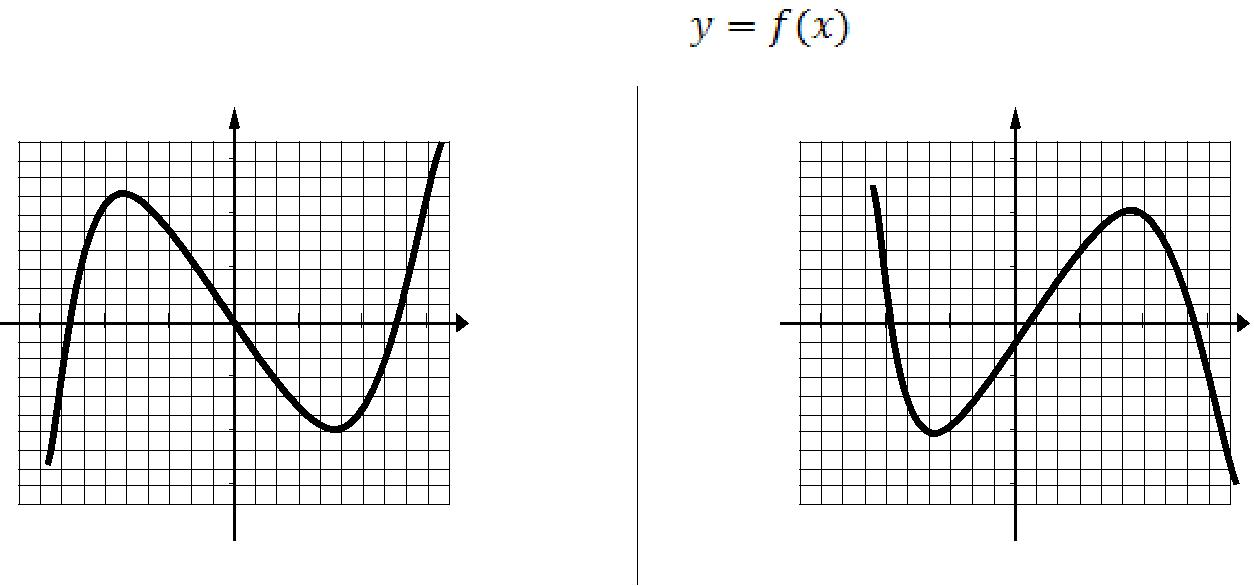 y = f(x)